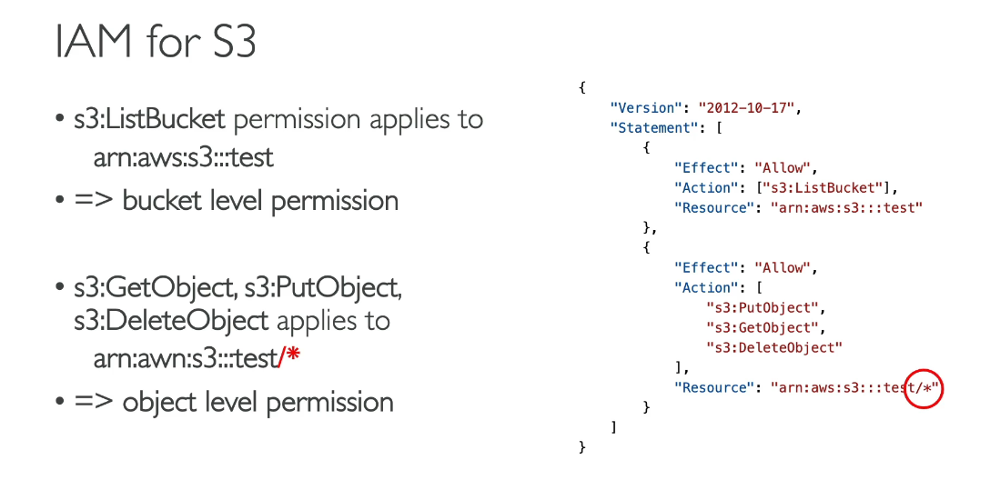 IAM for S3
• s3:ListBucket permission applies to
arn:aws:s3:::test
• => bucket level permission
• s3:GetObject, s3:PutObject,
s3:DeleteObject applies to
arn:awn:s3:::test/*
• => object level permission
{
"Version": "2012-10-17",
"Statement": [
{
"Effect": "Allow",
"Action": ["s3:ListBucket"],
"Resource": "arn:aws:s3:::test"
},
{
"Effect": "Allow",
"Action": [
"s3:PutObject",
"s3:GetObject",
"s3:DeleteObject"
],
"Resource": "arn:aws:s3:::test/*"
}
]
}